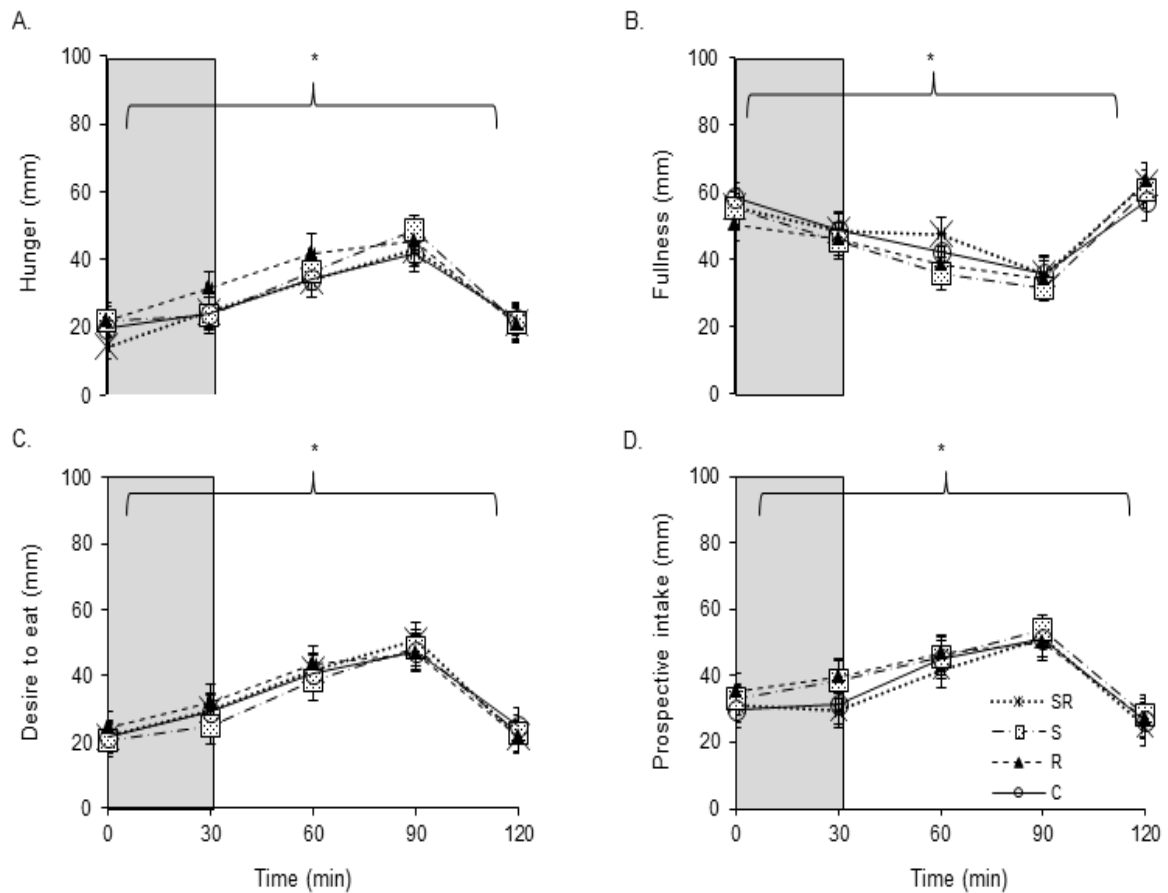 A.
*
100
80
60
40
20
0
Hunger (mm)
B.
*
100
80
60
40
20
0
Fullness (mm)
C.
*
100
80
60
40
20
0
Desire to eat (mm)
0 30 60 90 120
Time (min)
D.
*
100
80
60
40
20
0
Prospective intake (mm)
SR
S
R
C
0 30 60 90 120
Time (min)